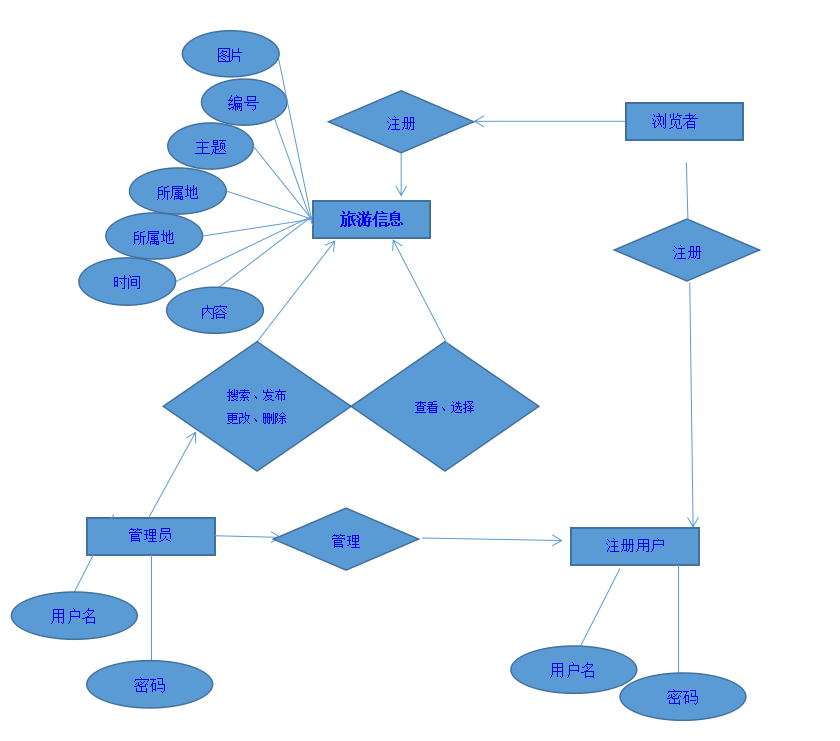 图片
编号
注册
浏览者
主题
所属地
旅游信息
所属地
注册
时间
内容
搜索、发布
更改、删除
查看、选择
管理员
管理
注册用户
用户名
用户名
密码
密码